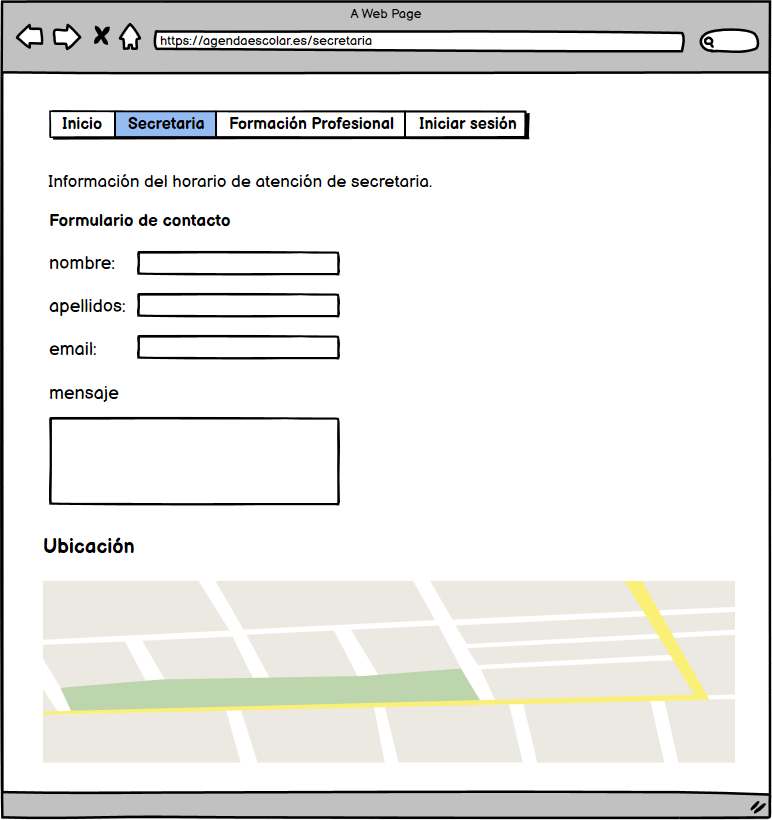 A Web Page
https://agendaescolar.es/secretaria
Inicio Secretaria Formación Profesional Iniciar sesión
Información del horario de atención de secretaria.
Formulario de contacto
nombre:
apellidos:
email:
mensaje
Ubicación